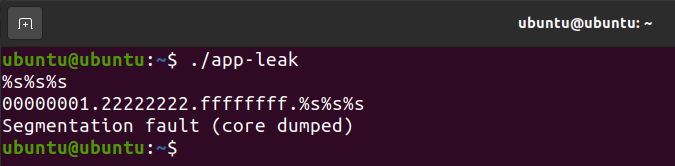 ubuntu@ubuntu: ~
ubuntu@ubuntu:~$ ./app-leak
%s%s%s
00000001.22222222.ffffffff.%s%s%s
Segmentation fault (core dumped)
ubuntu@ubuntu:~$